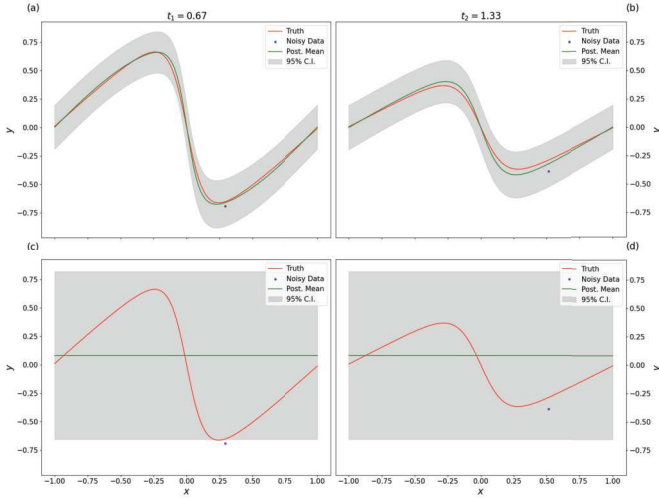 (a)
t₁ = 0.67
t₂ = 1.33
(b)
0.75
0.50
0.25
0.00
−0.25
−0.50
−0.75
y
Truth
Noisy Data
Post. Mean
95% C.I.
Truth
Noisy Data
Post. Mean
95% C.I.
0.75
0.50
0.25
0.00
−0.25
−0.50
−0.75
y
(c)
(d)
0.75
0.50
0.25
0.00
−0.25
−0.50
−0.75
y
Truth
Noisy Data
Post. Mean
95% C.I.
Truth
Noisy Data
Post. Mean
95% C.I.
0.75
0.50
0.25
0.00
−0.25
−0.50
−0.75
y
−1.00 −0.75 −0.50 −0.25 0.00 0.25 0.50 0.75 1.00
x
−1.00 −0.75 −0.50 −0.25 0.00 0.25 0.50 0.75 1.00
x